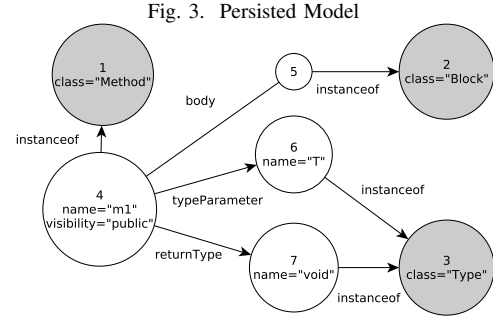 Fig. 3. Persisted Model
1
class="Method"
5
2
class="Block"
instanceof
body
instanceof
6
name="T"
4
name="m1"
visibility="public"
typeParameter
instanceof
returnType
7
name="void"
3
class="Type"
instanceof